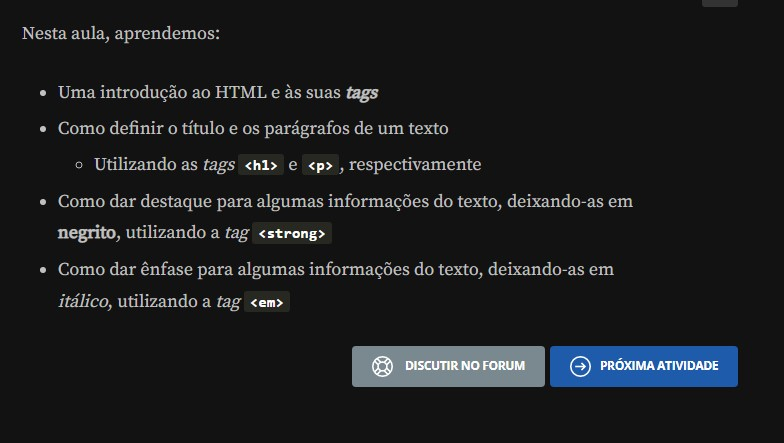 Nesta aula, aprendemos:
• Uma introdução ao HTML e às suas tags
• Como definir o título e os parágrafos de um texto
◦ Utilizando as tags <h1> e <p>, respectivamente
• Como dar destaque para algumas informações do texto, deixando-as em
negrito, utilizando a tag <strong>
• Como dar ênfase para algumas informações do texto, deixando-as em
itálico, utilizando a tag <em>
DISCUTIR NO FORUM
PRÓXIMA ATIVIDADE